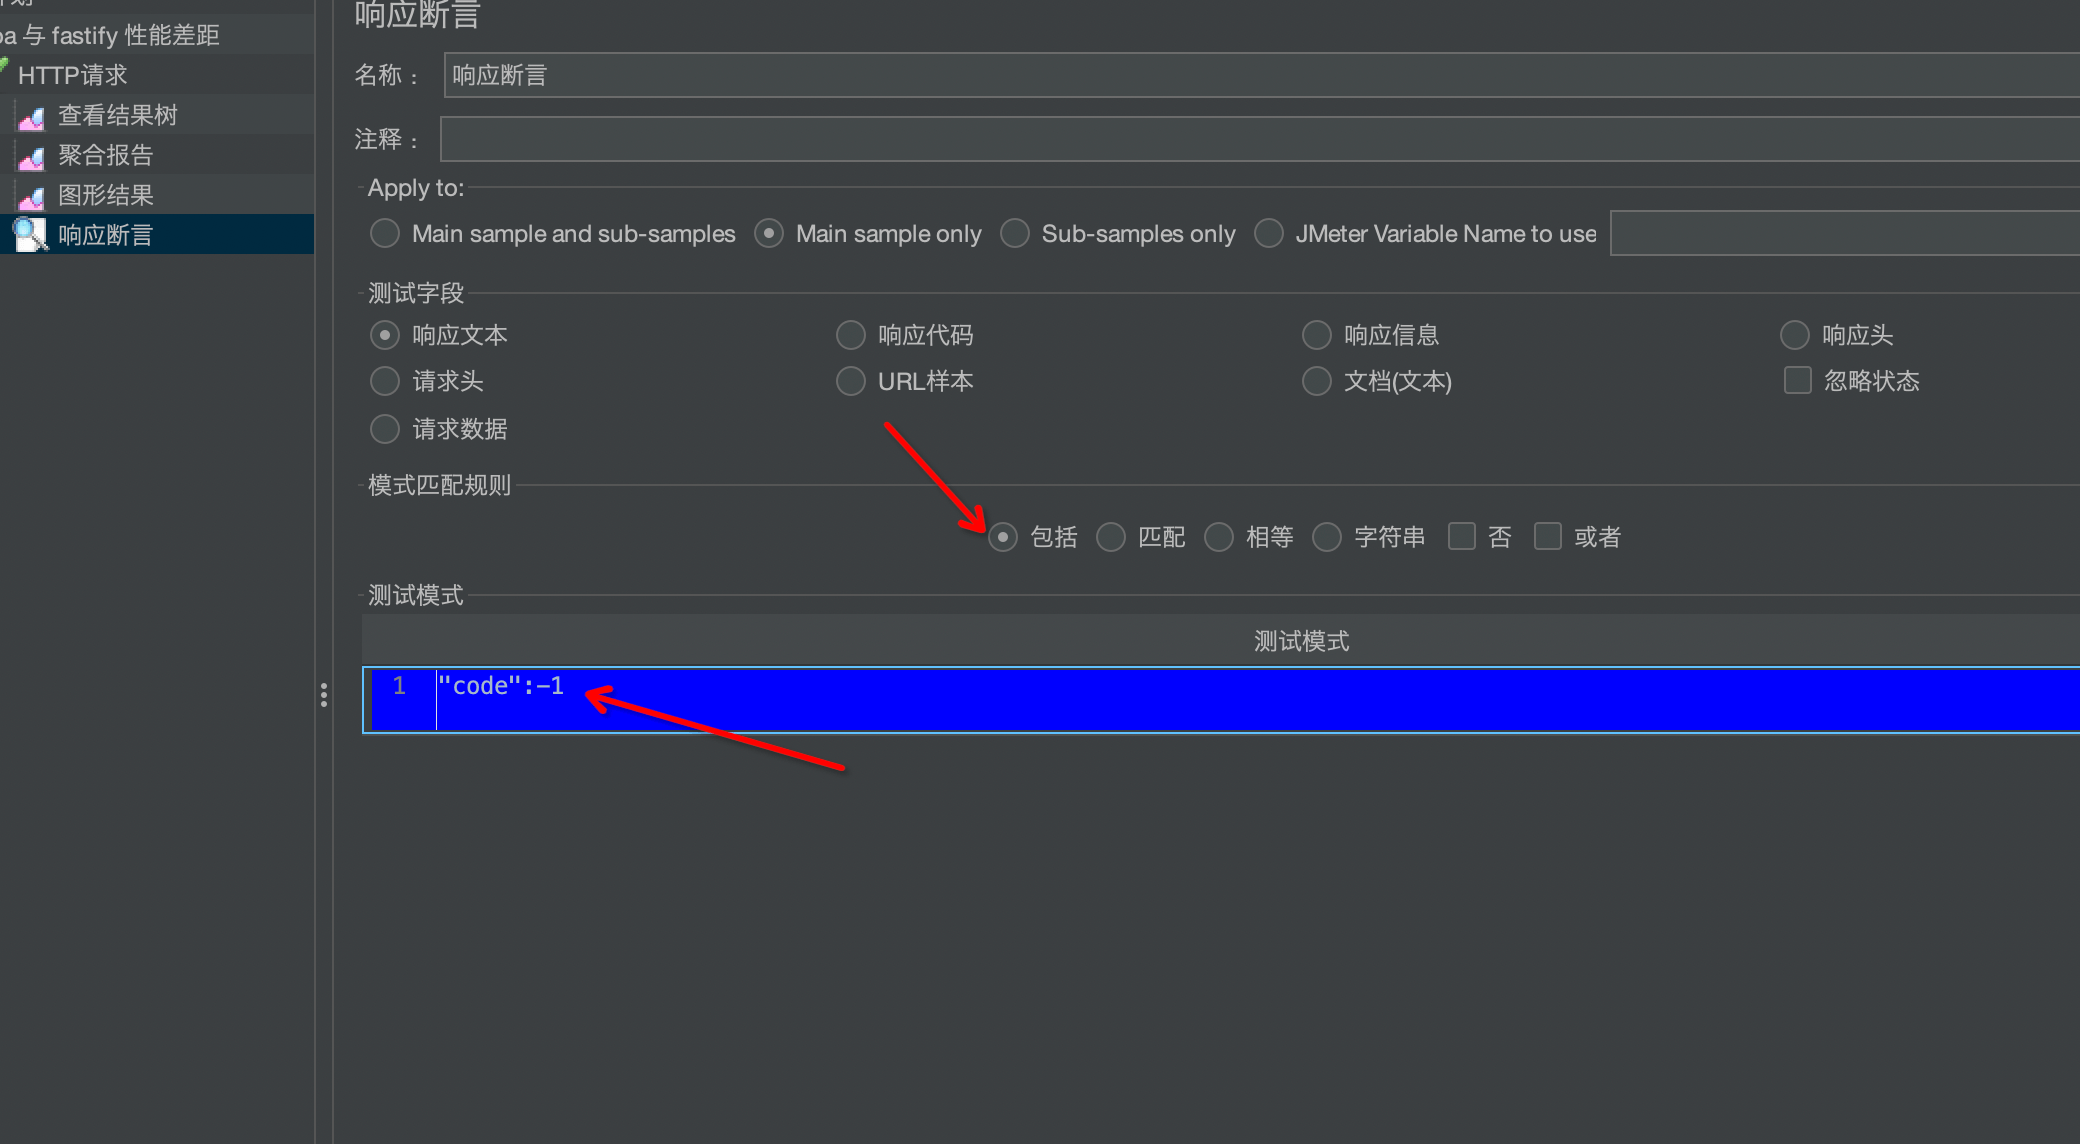 响应断言
与 fastify 性能差距
HTTP请求
查看结果树
聚合报告
图形结果
响应断言
名称：
响应断言
注释：
Apply to:
Main sample and sub-samples
Main sample only
Sub-samples only
JMeter Variable Name to use
测试字段
响应文本
响应代码
响应信息
响应头
请求头
URL样本
文档(文本)
忽略状态
请求数据
模式匹配规则
包括
匹配
相等
字符串
否
或者
测试模式
测试模式
1
"code":-1